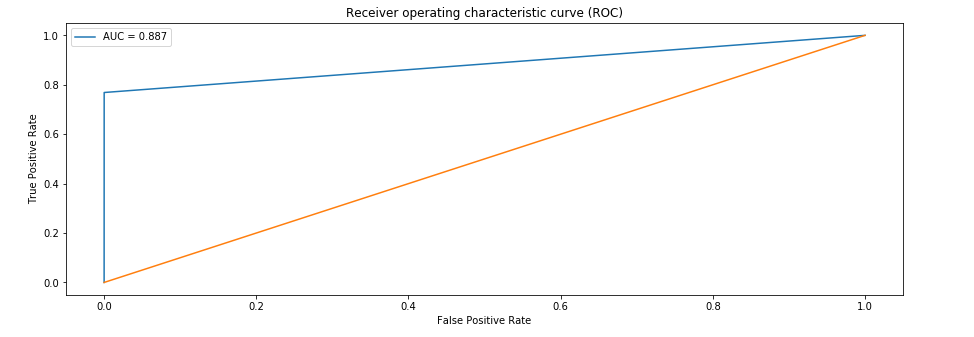 Receiver operating characteristic curve (ROC)
AUC = 0.887
1.0
0.8
0.6
0.4
0.2
0.0
True Positive Rate
0.0 0.2 0.4 0.6 0.8 1.0
False Positive Rate